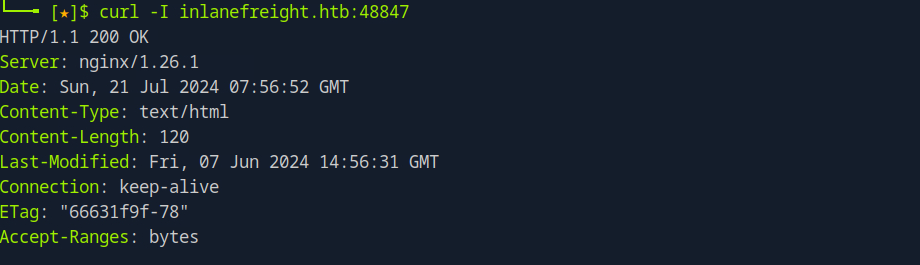 └──╼ [★]$ curl -I inlanefreight.htb:48847
HTTP/1.1 200 OK
Server: nginx/1.26.1
Date: Sun, 21 Jul 2024 07:56:52 GMT
Content-Type: text/html
Content-Length: 120
Last-Modified: Fri, 07 Jun 2024 14:56:31 GMT
Connection: keep-alive
ETag: "66631f9f-78"
Accept-Ranges: bytes